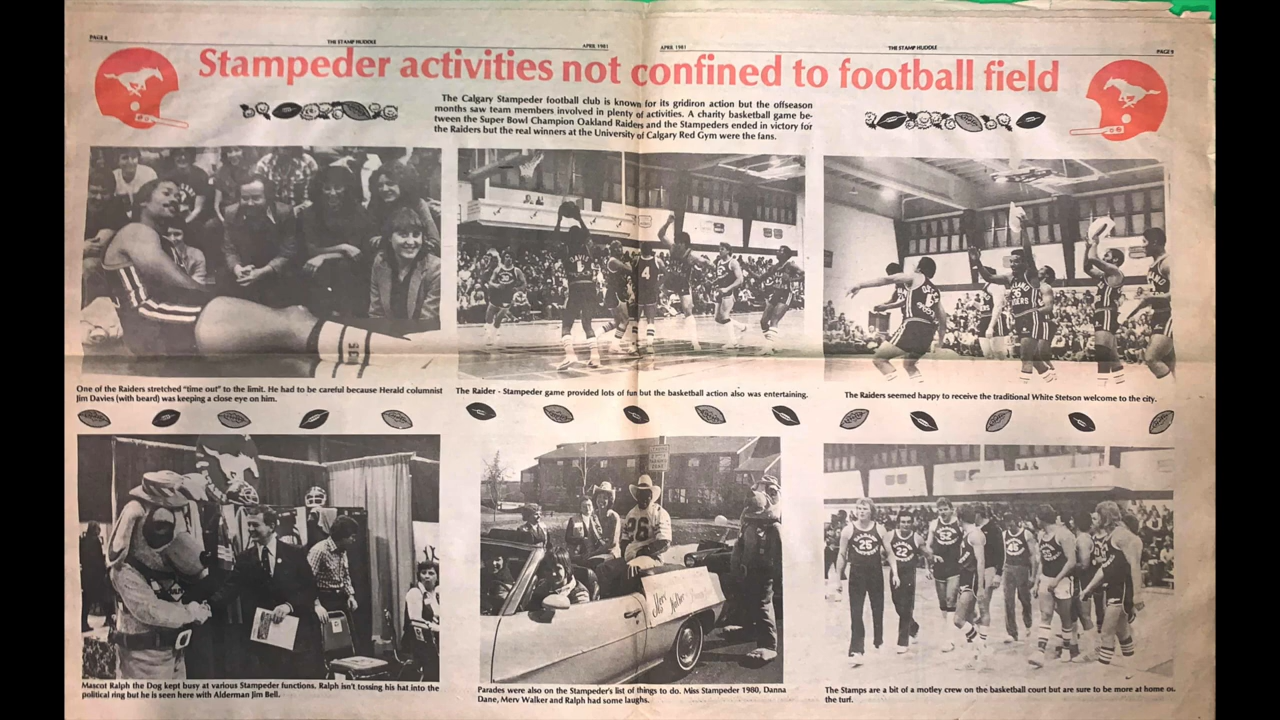 PAGE 8
THE STAMP HUDDLE
APRIL 1981
APRIL 1981
THE STAMP HUDDLE
PAGE 9
Stampeder activities not confined to football field
The Calgary Stampeder football club is known for its gridiron action but the offseason
months saw team members involved in plenty of activities. A charity basketball game be-
tween the Super Bowl Champion Oakland Raiders and the Stampeders ended in victory for
the Raiders but the real winners at the University of Calgary Red Gym were the fans.
35
4
One of the Raiders stretched "time out" to the limit. He had to be careful because Herald columnist
Jim Davies (with beard) was keeping a close eye on him.
The Raider - Stampeder game provided lots of fun but the basketball action also was entertaining.
The Raiders seemed happy to receive the traditional White Stetson welcome to the city.
26
25
22
52
45
Mascot Ralph the Dog kept busy at various Stampeder functions. Ralph isn't tossing his hat into the
political ring but he is seen here with Alderman Jim Bell.
Parades were also on the Stampeder's list of things to do. Miss Stampeder 1980, Danna
Dane, Merv Walker and Ralph had some laughs.
The Stamps are a bit of a motley crew on the basketball court but are sure to be more at home on
the turf.